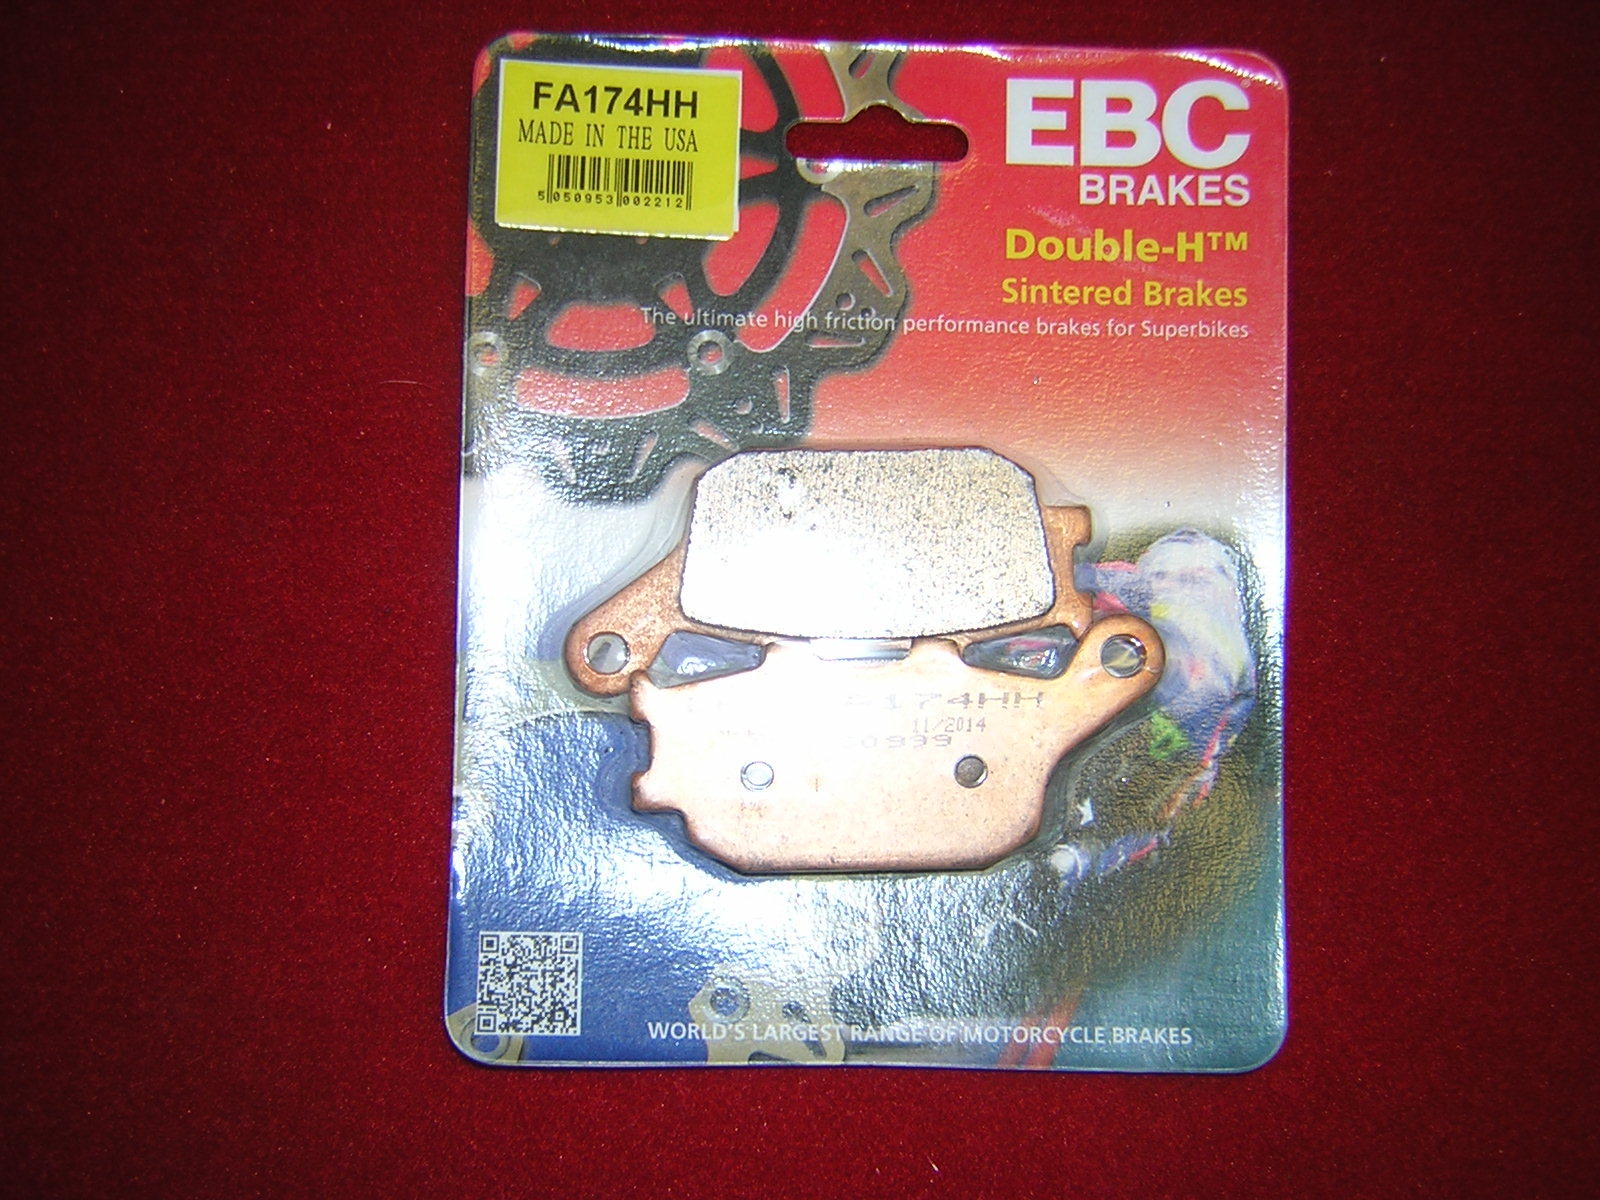 FA174HH
MADE IN THE USA
5 050953 002212
EBC
BRAKES
Double-H™
Sintered Brakes
The ultimate high friction performance brakes for Superbikes
174HH
11/2014
0999
WORLD'S LARGEST RANGE OF MOTORCYCLE BRAKES